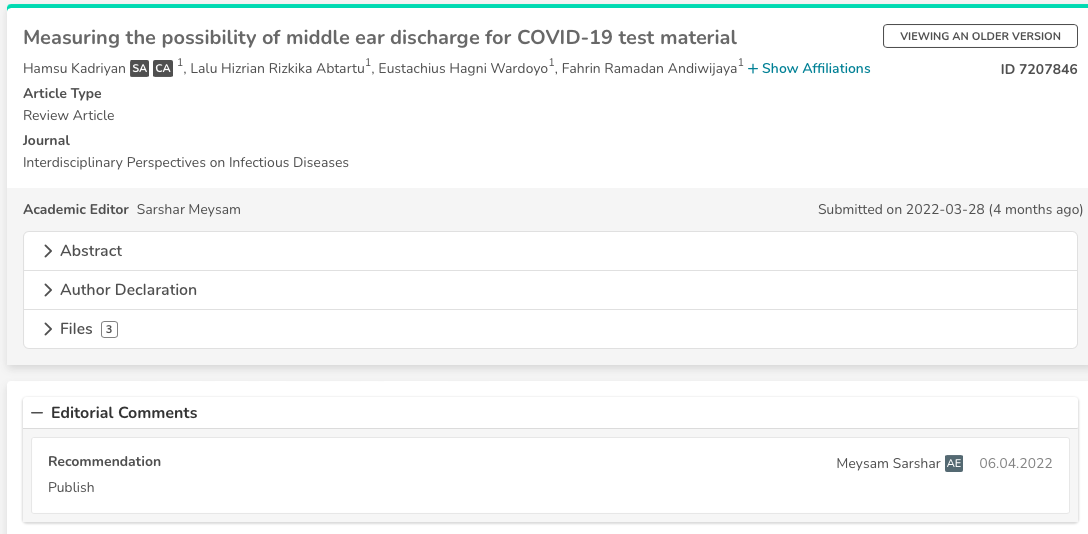 Measuring the possibility of middle ear discharge for COVID-19 test material
VIEWING AN OLDER VERSION
Hamsu Kadriyan SA CA 1, Lalu Hizrian Rizkika Abtartu1, Eustachius Hagni Wardoyo1, Fahrin Ramadan Andiwijaya1 + Show Affiliations
ID 7207846
Article Type
Review Article
Journal
Interdisciplinary Perspectives on Infectious Diseases
Academic Editor Sarshar Meysam
Submitted on 2022-03-28 (4 months ago)
Abstract
Author Declaration
Files 3
Editorial Comments
Recommendation
Meysam Sarshar AE 06.04.2022
Publish